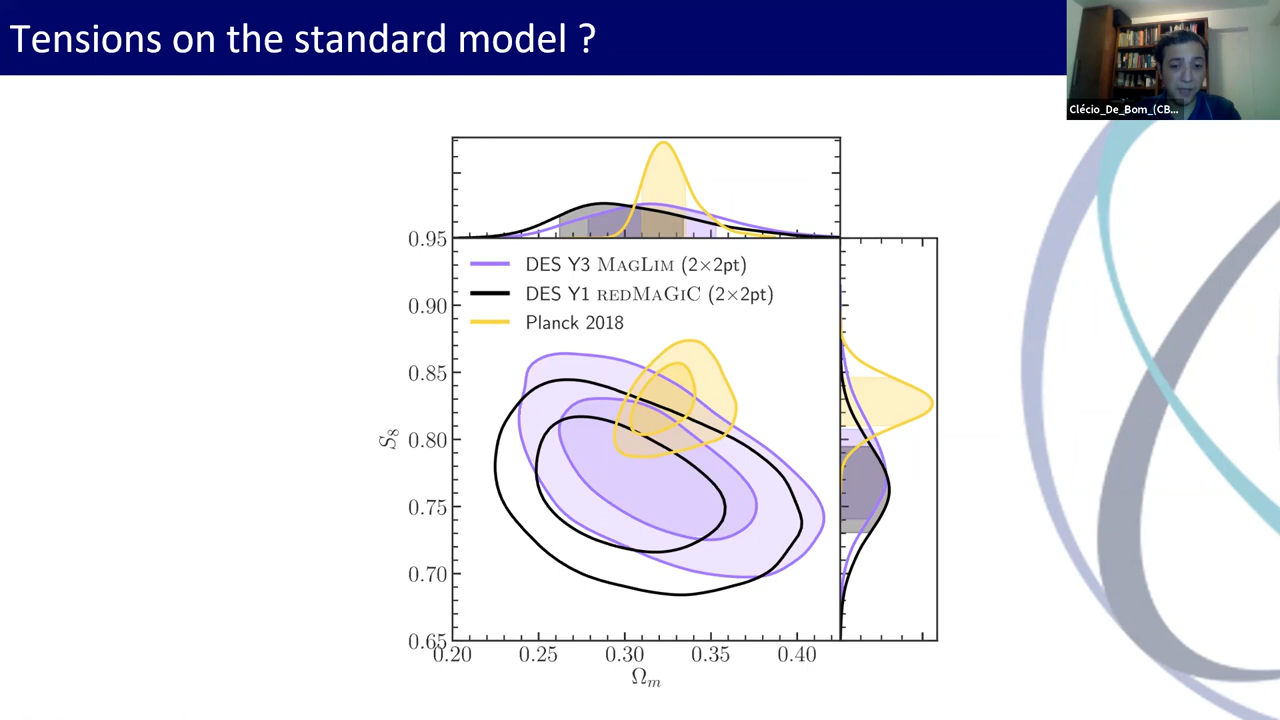 Tensions on the standard model ?
Clécio_De_Bom_(CB...
0.95
0.90
0.85
0.80
0.75
0.70
0.65
S8
DES Y3 MagLim (2×2pt)
DES Y1 redMaGiC (2×2pt)
Planck 2018
0.20 0.25 0.30 0.35 0.40
Ωm